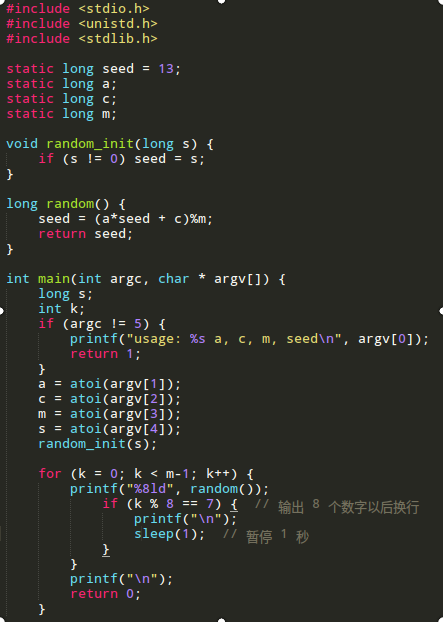 #include <stdio.h>
#include <unistd.h>
#include <stdlib.h>

static long seed = 13;
static long a;
static long c;
static long m;

void random_init(long s) {
    if (s != 0) seed = s;
}

long random() {
    seed = (a*seed + c)%m;
    return seed;
}

int main(int argc, char * argv[]) {
    long s;
    int k;
    if (argc != 5) {
        printf("usage: %s a, c, m, seed\n", argv[0]);
        return 1;
    }
    a = atoi(argv[1]);
    c = atoi(argv[2]);
    m = atoi(argv[3]);
    s = atoi(argv[4]);
    random_init(s);

    for (k = 0; k < m-1; k++) {
        printf("%8ld", random());
            if (k % 8 == 7) {  // 输出 8 个数字以后换行
                printf("\n");
                sleep(1);  // 暂停 1 秒
            }
        }
        printf("\n");
        return 0;
    }